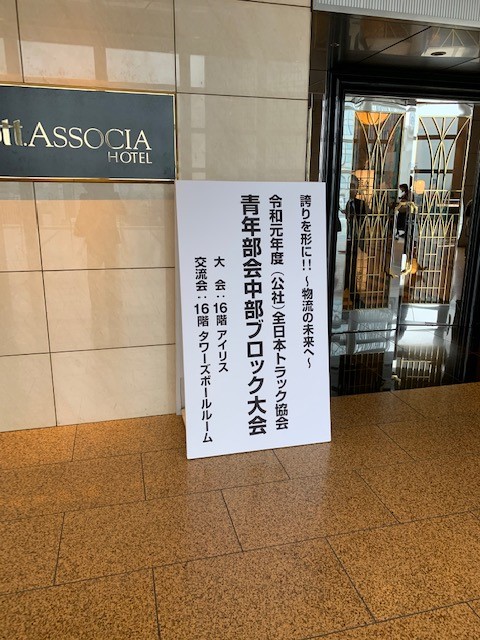 tt. ASSOCIA
HOTEL
誇りを形に!! ～物流の未来へ～
令和元年度 (公社)全日本トラック協会
青年部会中部ブロック大会
大 会:16階 アイリス
交流会:16階 タワーズボールルーム